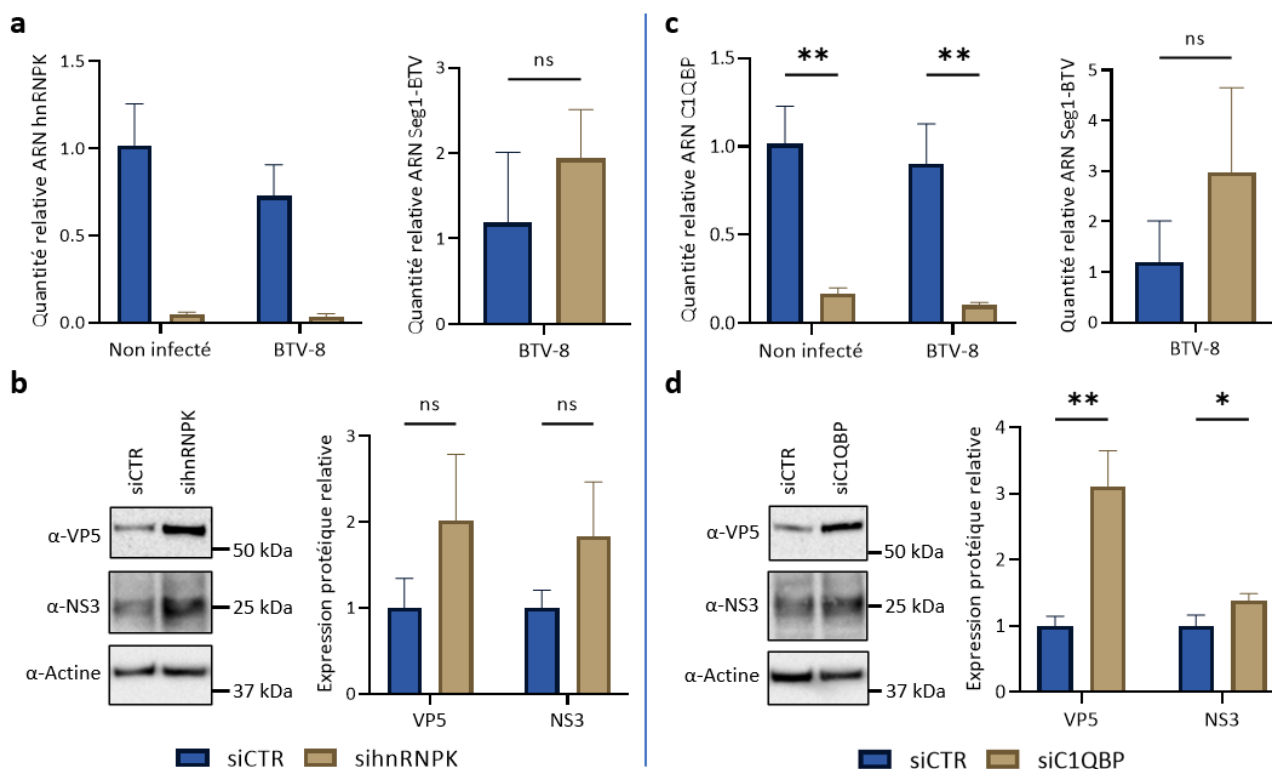 a
Quantité relative ARN hnRNPK
1.5
1.0
0.5
0.0
Non infecté
BTV-8
Quantité relative ARN Seg1-BTV
3
2
1
0
ns
BTV-8
b
siCTR
sihnRNPK
α-VP5
50 kDa
α-NS3
25 kDa
α-Actine
37 kDa
Expression protéique relative
3
2
1
0
ns
ns
VP5
NS3
siCTR
sihnRNPK
c
Quantité relative ARN C1QBP
1.5
1.0
0.5
0.0
**
**
Non infecté
BTV-8
Quantité relative ARN Seg1-BTV
5
4
3
2
1
0
ns
BTV-8
d
siCTR
siC1QBP
α-VP5
50 kDa
α-NS3
25 kDa
α-Actine
37 kDa
Expression protéique relative
4
3
2
1
0
**
*
VP5
NS3
siCTR
siC1QBP